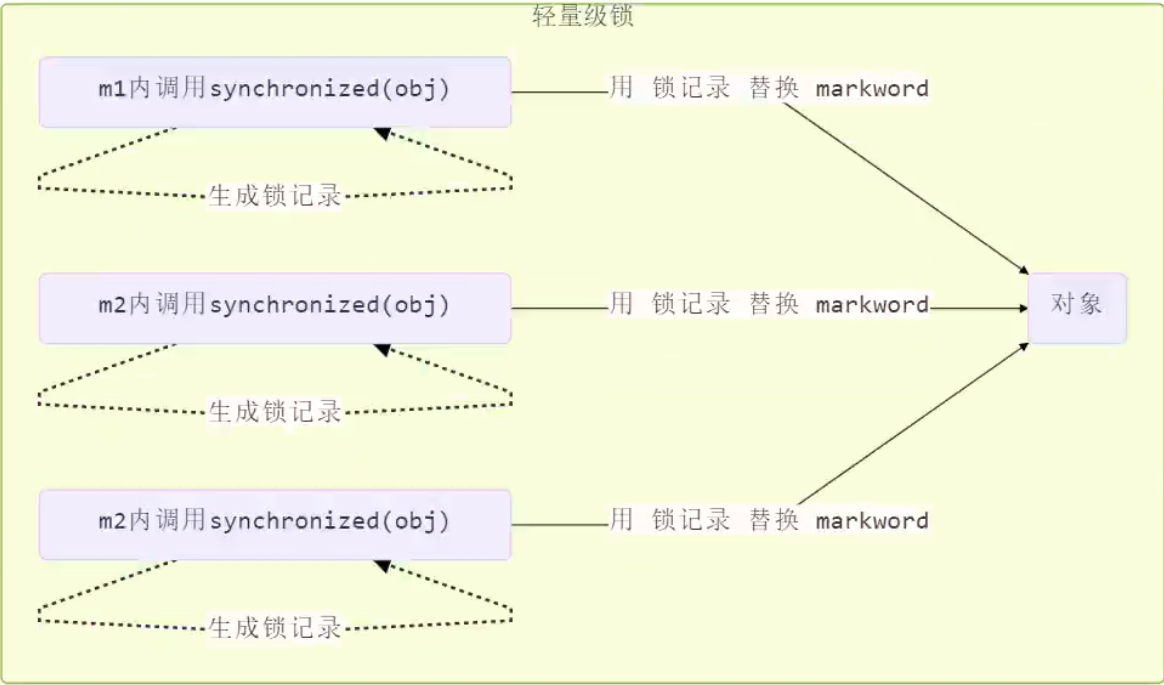 轻量级锁
m1内调用synchronized(obj)
用 锁记录 替换 markword
生成锁记录
m2内调用synchronized(obj)
用 锁记录 替换 markword
对象
生成锁记录
m2内调用synchronized(obj)
用 锁记录 替换 markword
生成锁记录